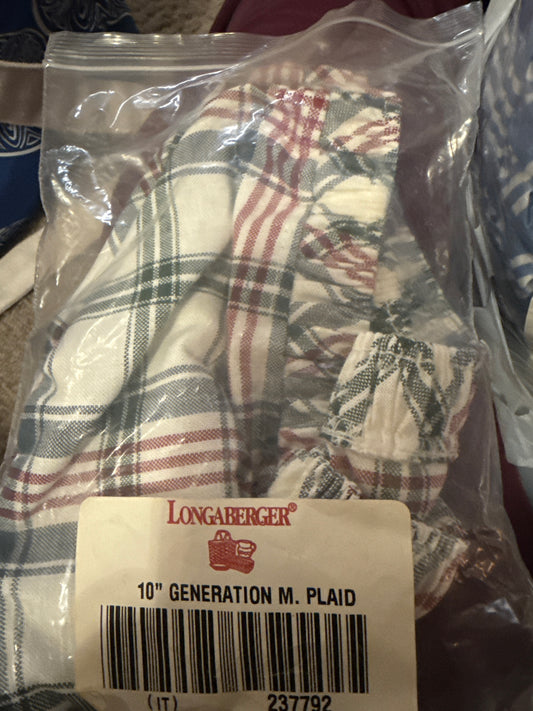 LONGABERGER®
10" GENERATION M. PLAID
(IT) 237792